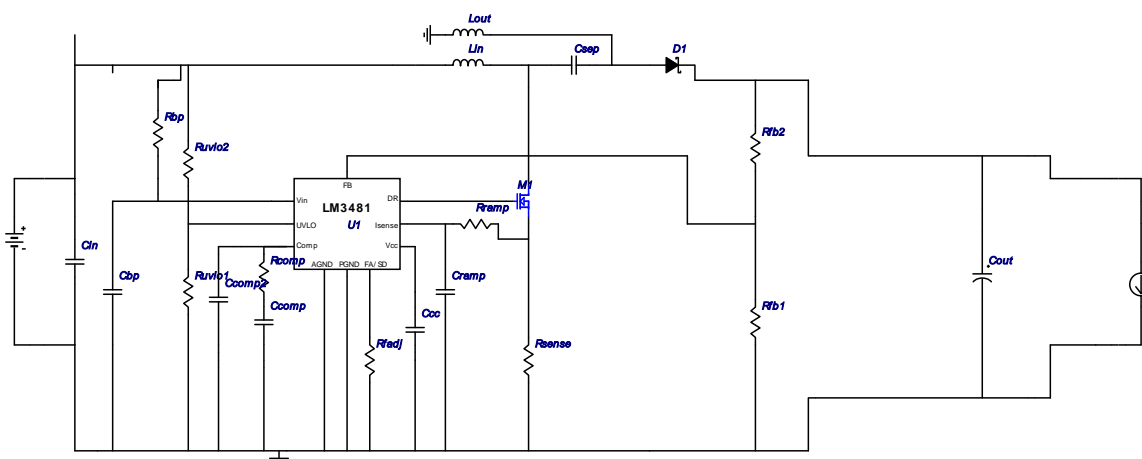 Lout
Lin
Csep
D1
Rbp
Ruvlo2
Rfb2
FB
M1
Vin
LM3481
DR
Rramp
UVLO
U1
Isense
Comp
Vcc
Cin
Rcomp
AGND
PGND
FA/SD
Cout
Cbp
Ruvlo1
Ccomp2
Cramp
Ccomp
Ccc
Rfb1
Rfadj
Rsense